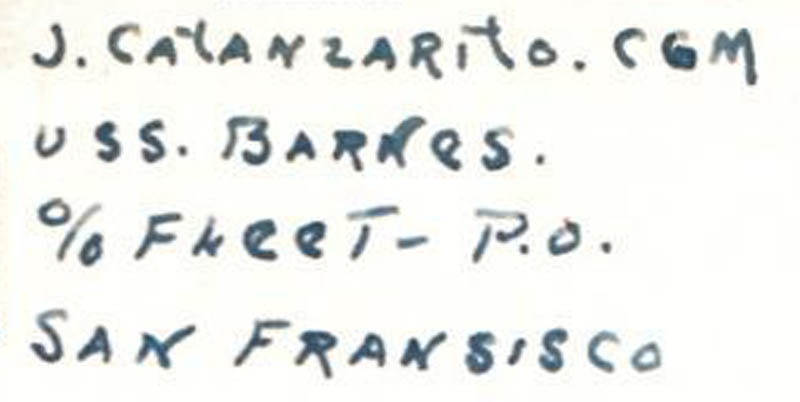 J. CATANZARITO. CGM
USS. BARNES.
% FLEET- P.O.
SAN FRANSISCO